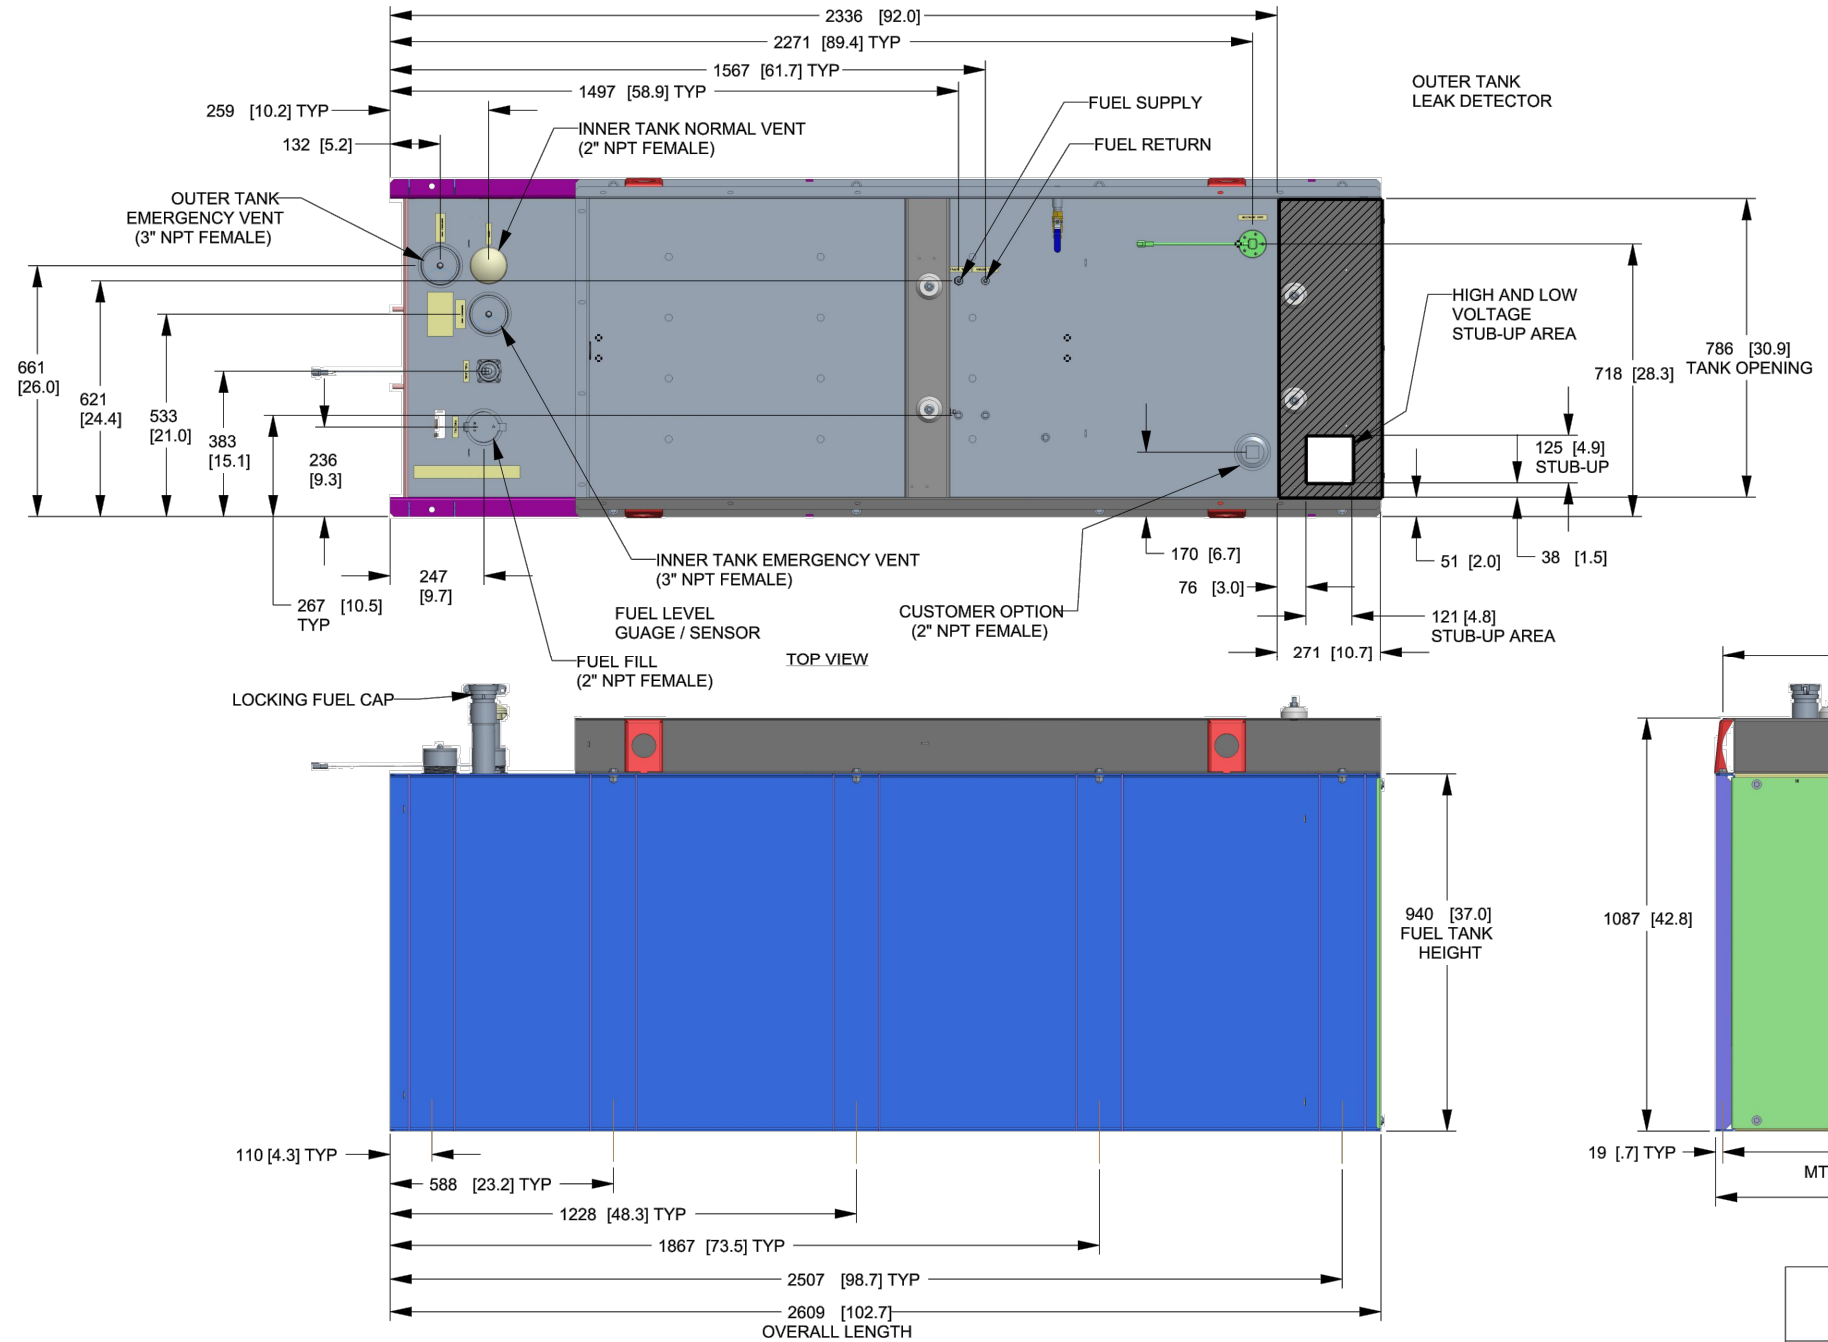 2336 [92.0]
2271 [89.4] TYP
1567 [61.7] TYP
1497 [58.9] TYP
259 [10.2] TYP
132 [5.2]
OUTER TANK
LEAK DETECTOR
FUEL SUPPLY
FUEL RETURN
INNER TANK NORMAL VENT
(2" NPT FEMALE)
OUTER TANK
EMERGENCY VENT
(3" NPT FEMALE)
HIGH AND LOW
VOLTAGE
STUB-UP AREA
786 [30.9]
TANK OPENING
718 [28.3]
661
[26.0]
621
[24.4]
533
[21.0]
383
[15.1]
236
[9.3]
125 [4.9]
STUB-UP
267 [10.5]
TYP
247
[9.7]
INNER TANK EMERGENCY VENT
(3" NPT FEMALE)
170 [6.7]
76 [3.0]
51 [2.0]
38 [1.5]
121 [4.8]
STUB-UP AREA
271 [10.7]
CUSTOMER OPTION
(2" NPT FEMALE)
FUEL LEVEL
GUAGE / SENSOR
FUEL FILL
(2" NPT FEMALE)
TOP VIEW
LOCKING FUEL CAP
940 [37.0]
FUEL TANK
HEIGHT
1087 [42.8]
19 [.7] TYP
MT
110 [4.3] TYP
588 [23.2] TYP
1228 [48.3] TYP
1867 [73.5] TYP
2507 [98.7] TYP
2609 [102.7]
OVERALL LENGTH